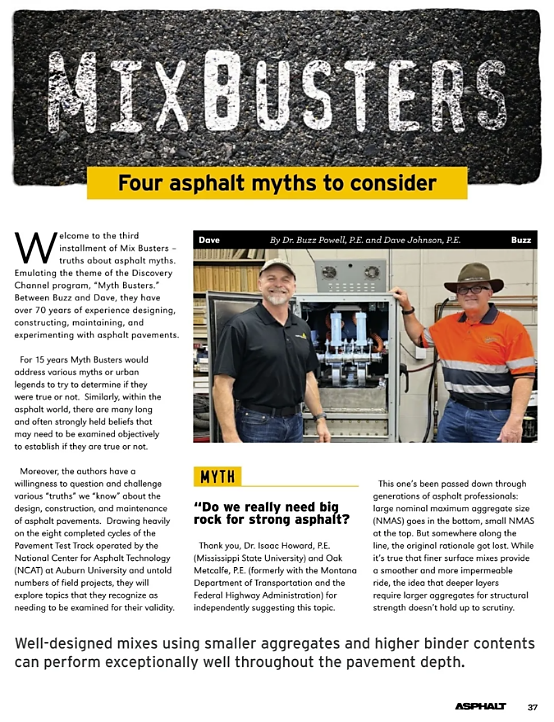 MIXBUSTERS
Four asphalt myths to consider
Welcome to the third
installment of Mix Busters –
truths about asphalt myths.
Emulating the theme of the Discovery
Channel program, "Myth Busters."
Between Buzz and Dave, they have
over 70 years of experience designing,
constructing, maintaining, and
experimenting with asphalt pavements.
For 15 years Myth Busters would
address various myths or urban
legends to try to determine if they
were true or not. Similarly, within the
asphalt world, there are many long
and often strongly held beliefs that
may need to be examined objectively
to establish if they are true or not.
Moreover, the authors have a
willingness to question and challenge
various "truths" we "know" about the
design, construction, and maintenance
of asphalt pavements. Drawing heavily
on the eight completed cycles of the
Pavement Test Track operated by the
National Center for Asphalt Technology
(NCAT) at Auburn University and untold
numbers of field projects, they will
explore topics that they recognize as
needing to be examined for their validity.
Dave By Dr. Buzz Powell, P.E. and Dave Johnson, P.E. Buzz
MYTH
"Do we really need big
rock for strong asphalt?
Thank you, Dr. Isaac Howard, P.E.
(Mississippi State University) and Oak
Metcalfe, P.E. (formerly with the Montana
Department of Transportation and the
Federal Highway Administration) for
independently suggesting this topic.
This one's been passed down through
generations of asphalt professionals:
large nominal maximum aggregate size
(NMAS) goes in the bottom, small NMAS
at the top. But somewhere along the
line, the original rationale got lost. While
it's true that finer surface mixes provide
a smoother and more impermeable
ride, the idea that deeper layers
require larger aggregates for structural
strength doesn't hold up to scrutiny.
Well-designed mixes using smaller aggregates and higher binder contents
can perform exceptionally well throughout the pavement depth.
ASPHALT 37